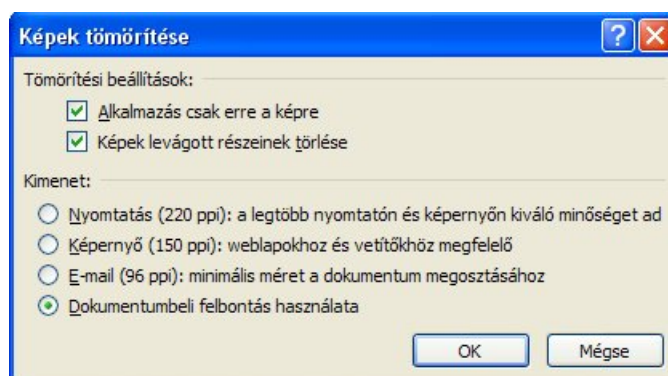 Képek tömörítése
Tömörítési beállítások:
Alkalmazás csak erre a képre
Képek levágott részeinek törlése
Kimenet:
Nyomtatás (220 ppi): a legtöbb nyomtatón és képernyőn kiváló minőséget ad
Képernyő (150 ppi): weblapokhoz és vetítőkhöz megfelelő
E-mail (96 ppi): minimális méret a dokumentum megosztásához
Dokumentumbeli felbontás használata
OK Mégse